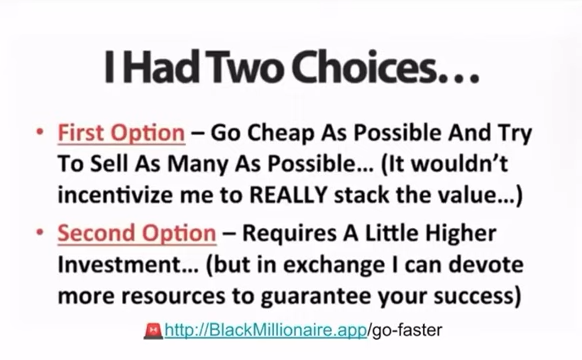 I Had Two Choices…
• First Option – Go Cheap As Possible And Try
To Sell As Many As Possible… (It wouldn't
incentivize me to REALLY stack the value…)
• Second Option – Requires A Little Higher
Investment… (but in exchange I can devote
more resources to guarantee your success)
🚨http://BlackMillionaire.app/go-faster